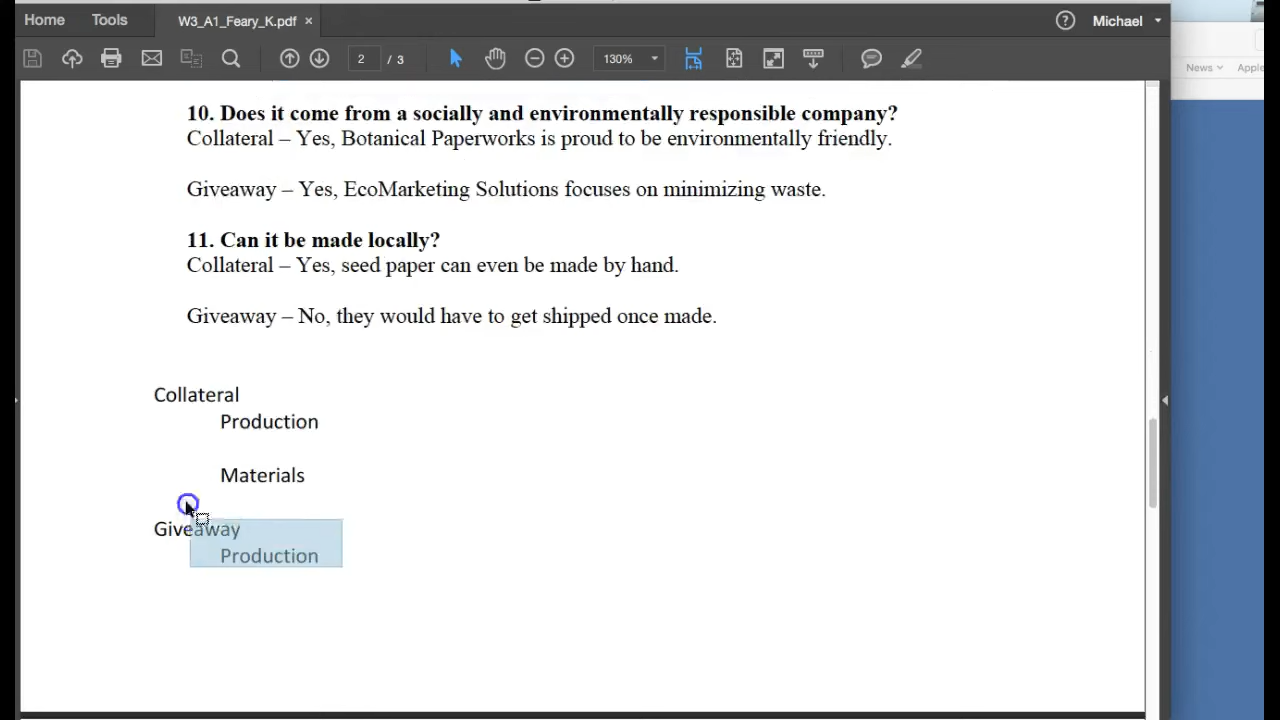 Home Tools W3_A1_Feary_K.pdf × ? Michael
2 / 3 130%
News Apple
10. Does it come from a socially and environmentally responsible company?
Collateral – Yes, Botanical Paperworks is proud to be environmentally friendly.
Giveaway – Yes, EcoMarketing Solutions focuses on minimizing waste.
11. Can it be made locally?
Collateral – Yes, seed paper can even be made by hand.
Giveaway – No, they would have to get shipped once made.
Collateral
Production
Materials
Giveaway
Production